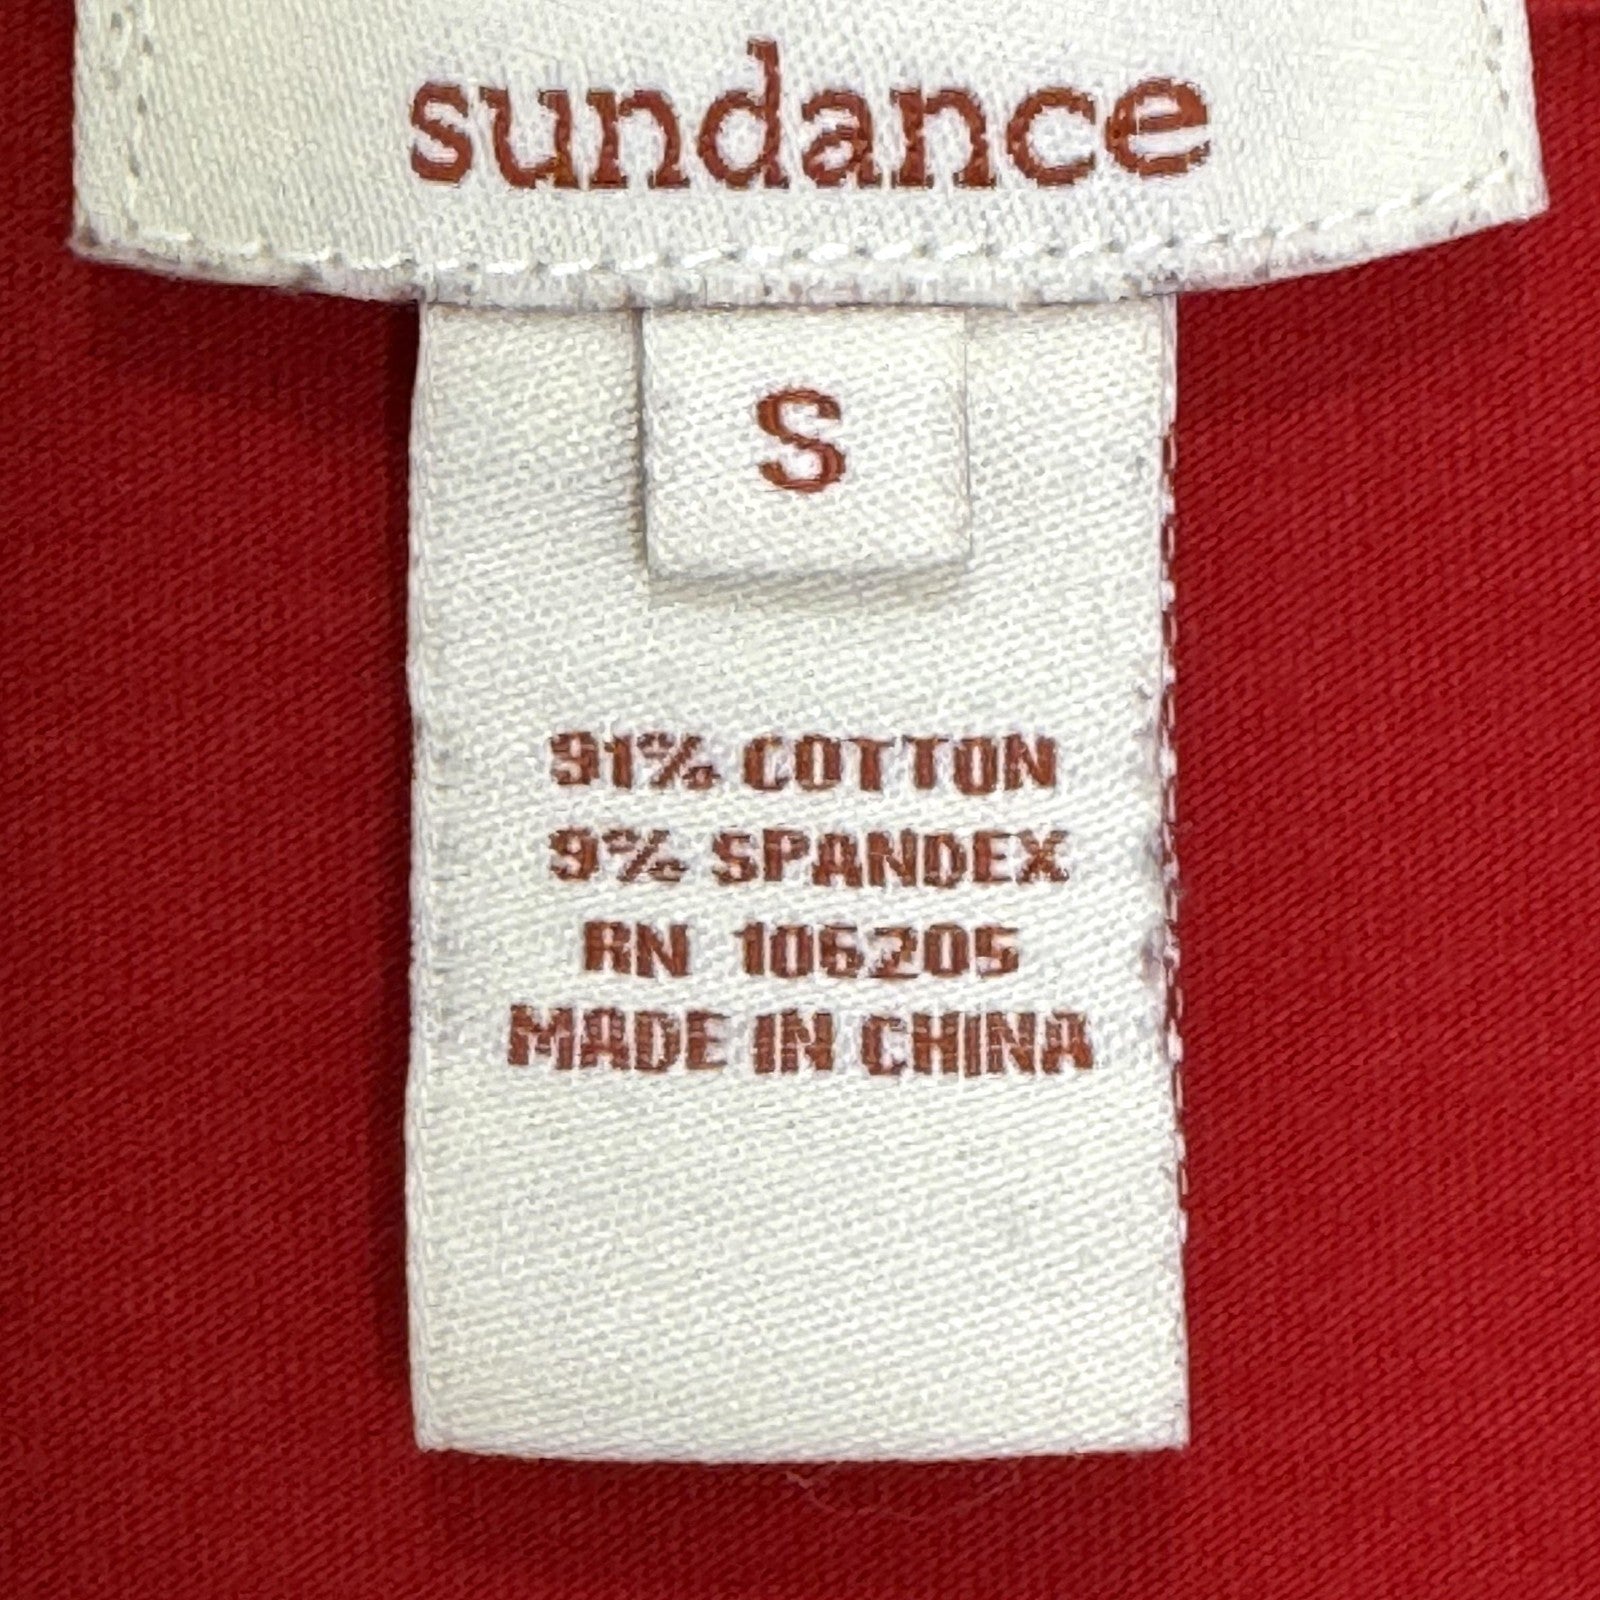 sundance
S
91% COTTON
9% SPANDEX
RN 106205
MADE IN CHINA